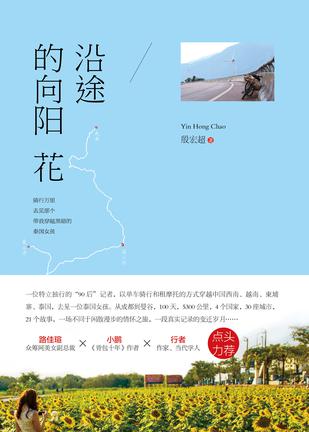 沿途
的向阳花
Yin Hong Chao
殷宏超 著
骑行万里
去见那个
带我穿越黑暗的
泰国女孩
一位特立独行的“90后”记者，以单车骑行和租摩托的方式穿越中国西南、越南、柬埔
寨、泰国，去见一位泰国女孩。从成都到曼谷，100天，5300公里，4个国家，30座城市，
21个故事，一场不同于闲散漫步的情怀之旅，一段真实记录的变迁岁月……
路佳瑄 × 小鹏 × 行者 点头
众筹网美女副总裁 《背包十年》作者 作家、当代学人 力荐